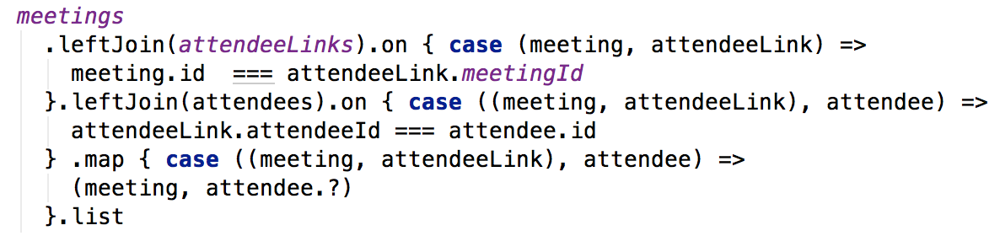 meetings
.leftJoin(attendeeLinks).on { case (meeting, attendeeLink) =>
meeting.id  === attendeeLink.meetingId
}.leftJoin(attendees).on { case ((meeting, attendeeLink), attendee) =>
attendeeLink.attendeeId === attendee.id
} .map { case ((meeting, attendeeLink), attendee) =>
(meeting, attendee.?)
}.list